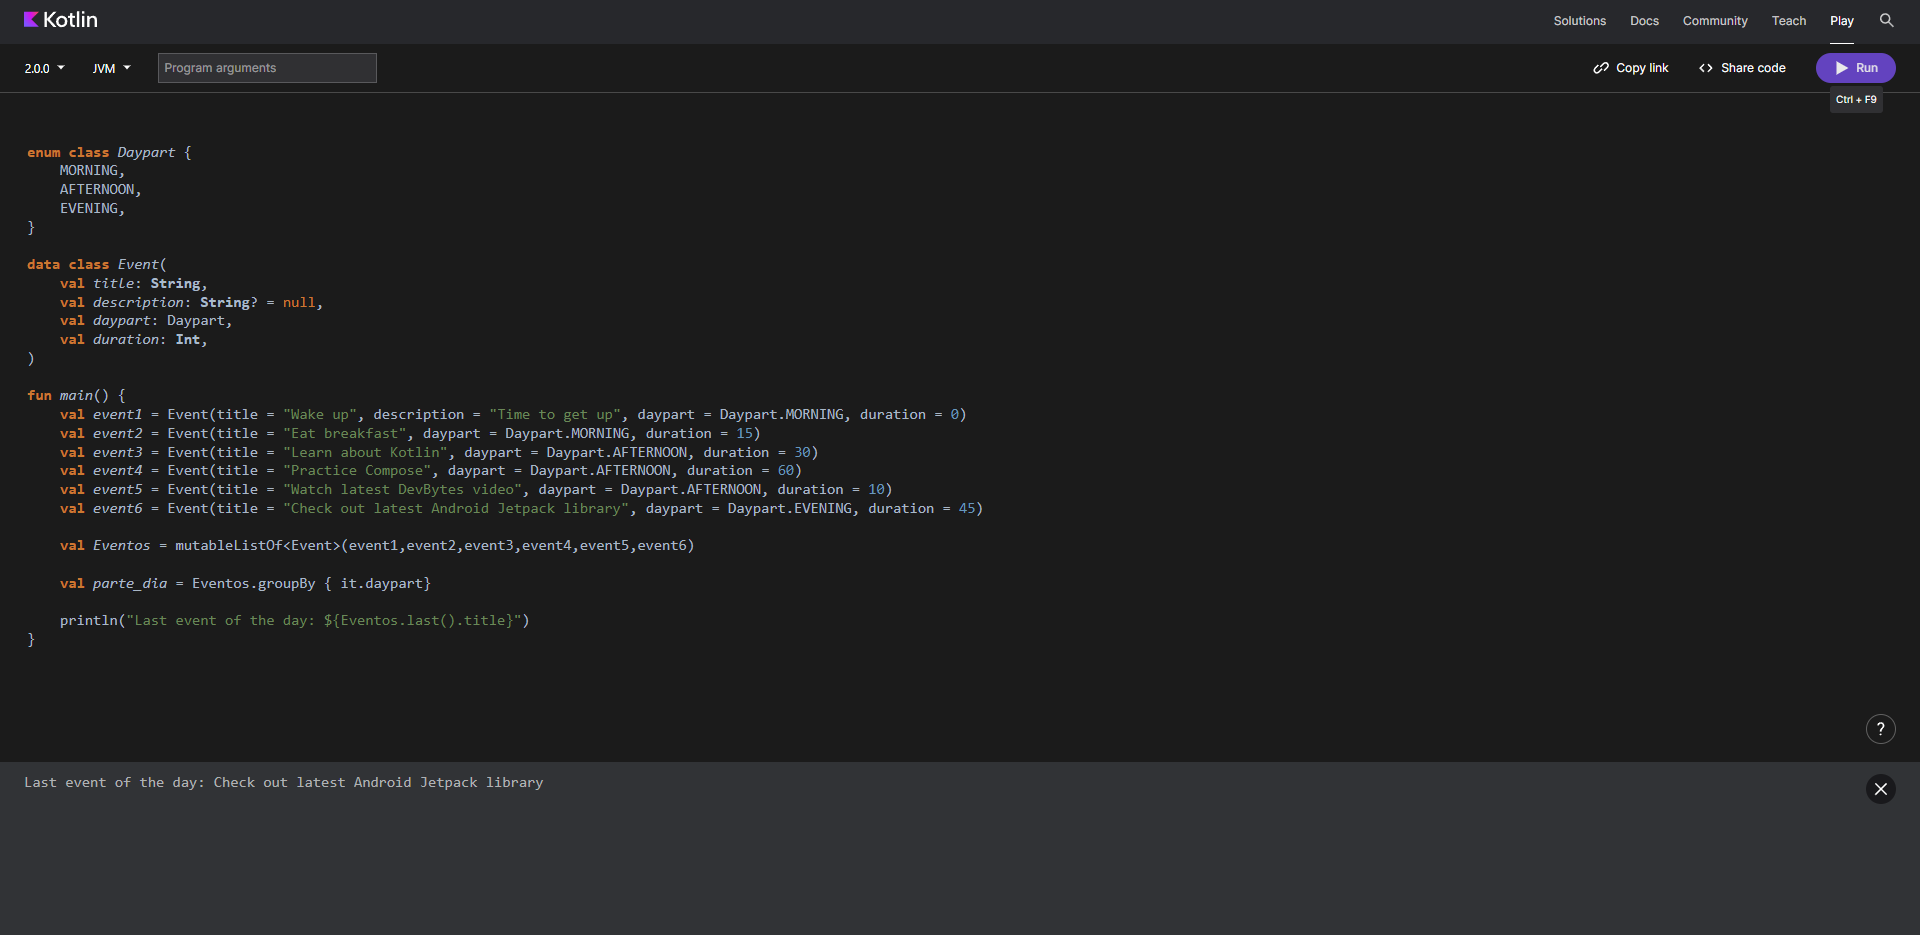 Kotlin
Solutions Docs Community Teach Play
2.0.0 JVM Program arguments Copy link <> Share code Run
Ctrl + F9
enum class Daypart {
    MORNING,
    AFTERNOON,
    EVENING,
}
data class Event(
    val title: String,
    val description: String? = null,
    val daypart: Daypart,
    val duration: Int,
)
fun main() {
    val event1 = Event(title = "Wake up", description = "Time to get up", daypart = Daypart.MORNING, duration = 0)
    val event2 = Event(title = "Eat breakfast", daypart = Daypart.MORNING, duration = 15)
    val event3 = Event(title = "Learn about Kotlin", daypart = Daypart.AFTERNOON, duration = 30)
    val event4 = Event(title = "Practice Compose", daypart = Daypart.AFTERNOON, duration = 60)
    val event5 = Event(title = "Watch latest DevBytes video", daypart = Daypart.AFTERNOON, duration = 10)
    val event6 = Event(title = "Check out latest Android Jetpack library", daypart = Daypart.EVENING, duration = 45)
    val Eventos = mutableListOf<Event>(event1,event2,event3,event4,event5,event6)
    val parte_dia = Eventos.groupBy { it.daypart}
    println("Last event of the day: ${Eventos.last().title}")
}
?
Last event of the day: Check out latest Android Jetpack library